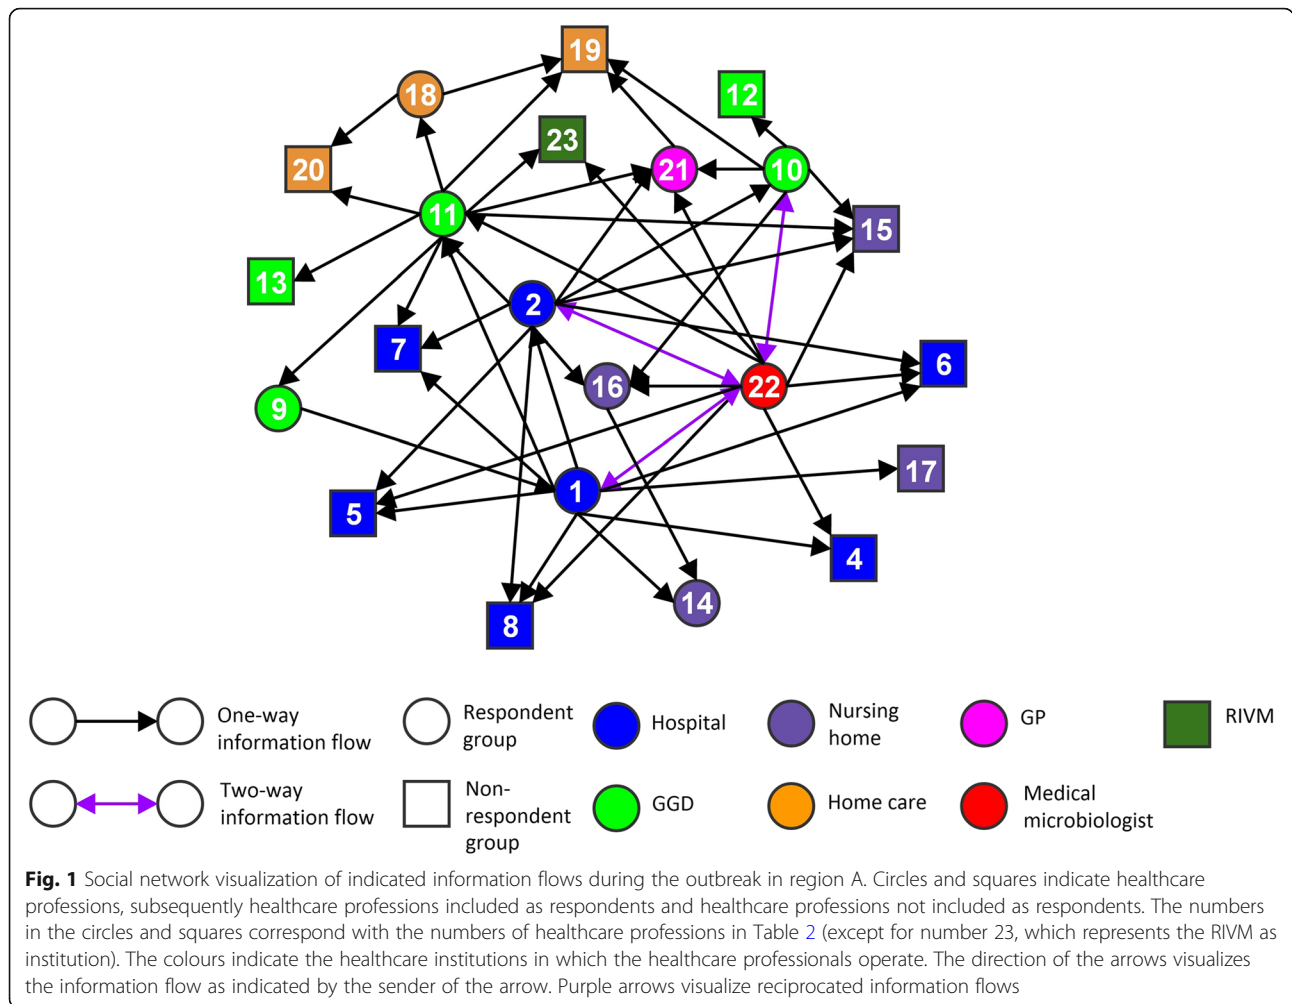 19
18
12
23
20
21
10
11
15
13
2
7
6
16
22
9
17
1
5
4
14
8
One-way
information flow
Respondent
group
Hospital
Nursing
home
GP
RIVM
Two-way
information flow
Non-
respondent
group
GGD
Home care
Medical
microbiologist
Fig. 1 Social network visualization of indicated information flows during the outbreak in region A. Circles and squares indicate healthcare
professions, subsequently healthcare professions included as respondents and healthcare professions not included as respondents. The numbers
in the circles and squares correspond with the numbers of healthcare professions in Table 2 (except for number 23, which represents the RIVM as
institution). The colours indicate the healthcare institutions in which the healthcare professionals operate. The direction of the arrows visualizes
the information flow as indicated by the sender of the arrow. Purple arrows visualize reciprocated information flows